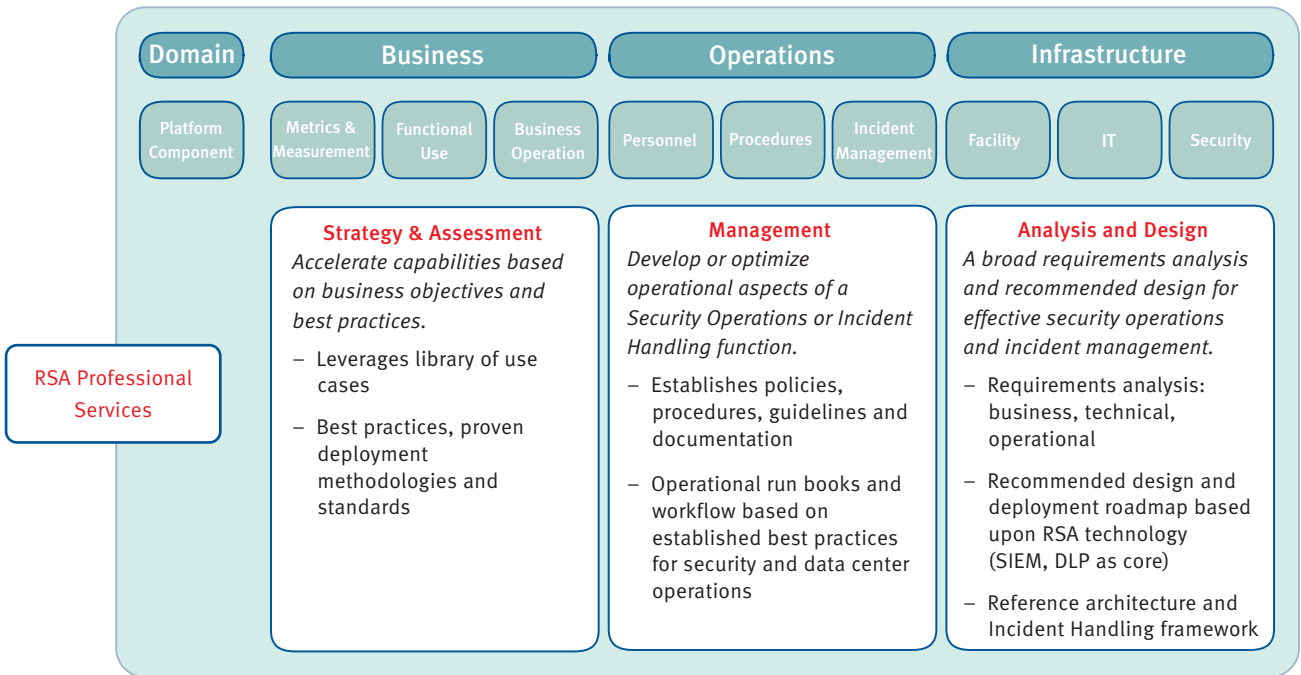 Domain
Business
Operations
Infrastructure
Platform
Component
Metrics &
Measurement
Functional
Use
Business
Operation
Personnel
Procedures
Incident
Management
Facility
IT
Security
RSA Professional
Services
Strategy & Assessment
Accelerate capabilities based
on business objectives and
best practices.
– Leverages library of use
cases
– Best practices, proven
deployment
methodologies and
standards
Management
Develop or optimize
operational aspects of a
Security Operations or Incident
Handling function.
– Establishes policies,
procedures, guidelines and
documentation
– Operational run books and
workflow based on
established best practices
for security and data center
operations
Analysis and Design
A broad requirements analysis
and recommended design for
effective security operations
and incident management.
– Requirements analysis:
business, technical,
operational
– Recommended design and
deployment roadmap based
upon RSA technology
(SIEM, DLP as core)
– Reference architecture and
Incident Handling framework